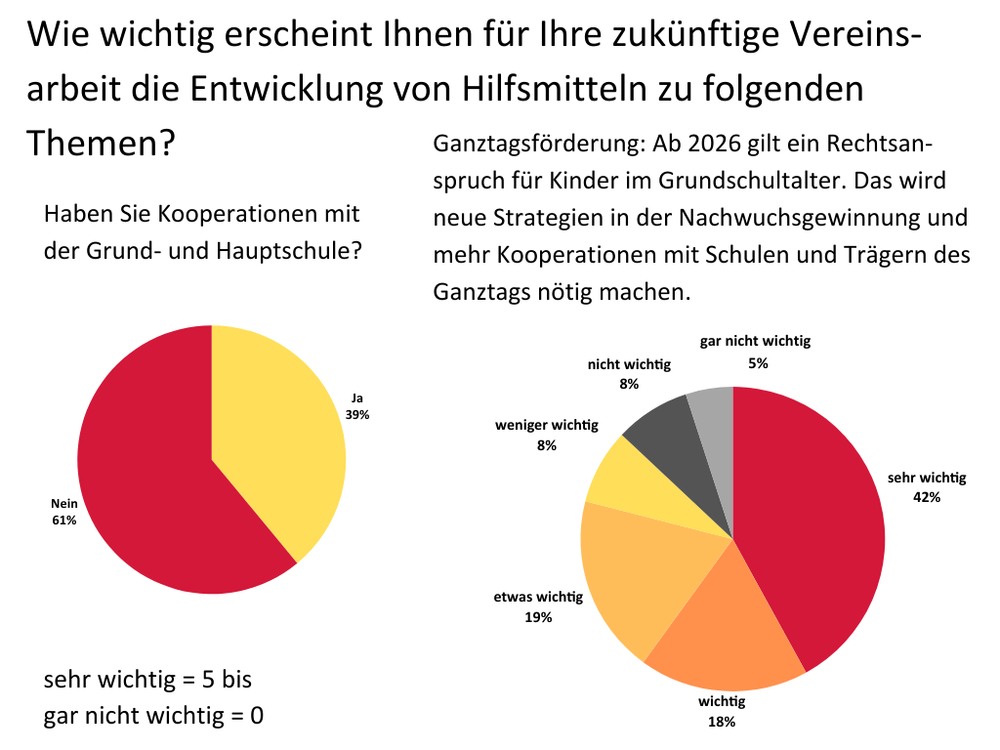 Wie wichtig erscheint Ihnen für Ihre zukünftige Vereins-
arbeit die Entwicklung von Hilfsmitteln zu folgenden
Themen?
Haben Sie Kooperationen mit
der Grund- und Hauptschule?
Ja
39%
Nein
61%
sehr wichtig = 5 bis
gar nicht wichtig = 0
Ganztagsförderung: Ab 2026 gilt ein Rechtsan-
spruch für Kinder im Grundschultalter. Das wird
neue Strategien in der Nachwuchsgewinnung und
mehr Kooperationen mit Schulen und Trägern des
Ganztags nötig machen.
gar nicht wichtig
5%
nicht wichtig
8%
weniger wichtig
8%
sehr wichtig
42%
etwas wichtig
19%
wichtig
18%